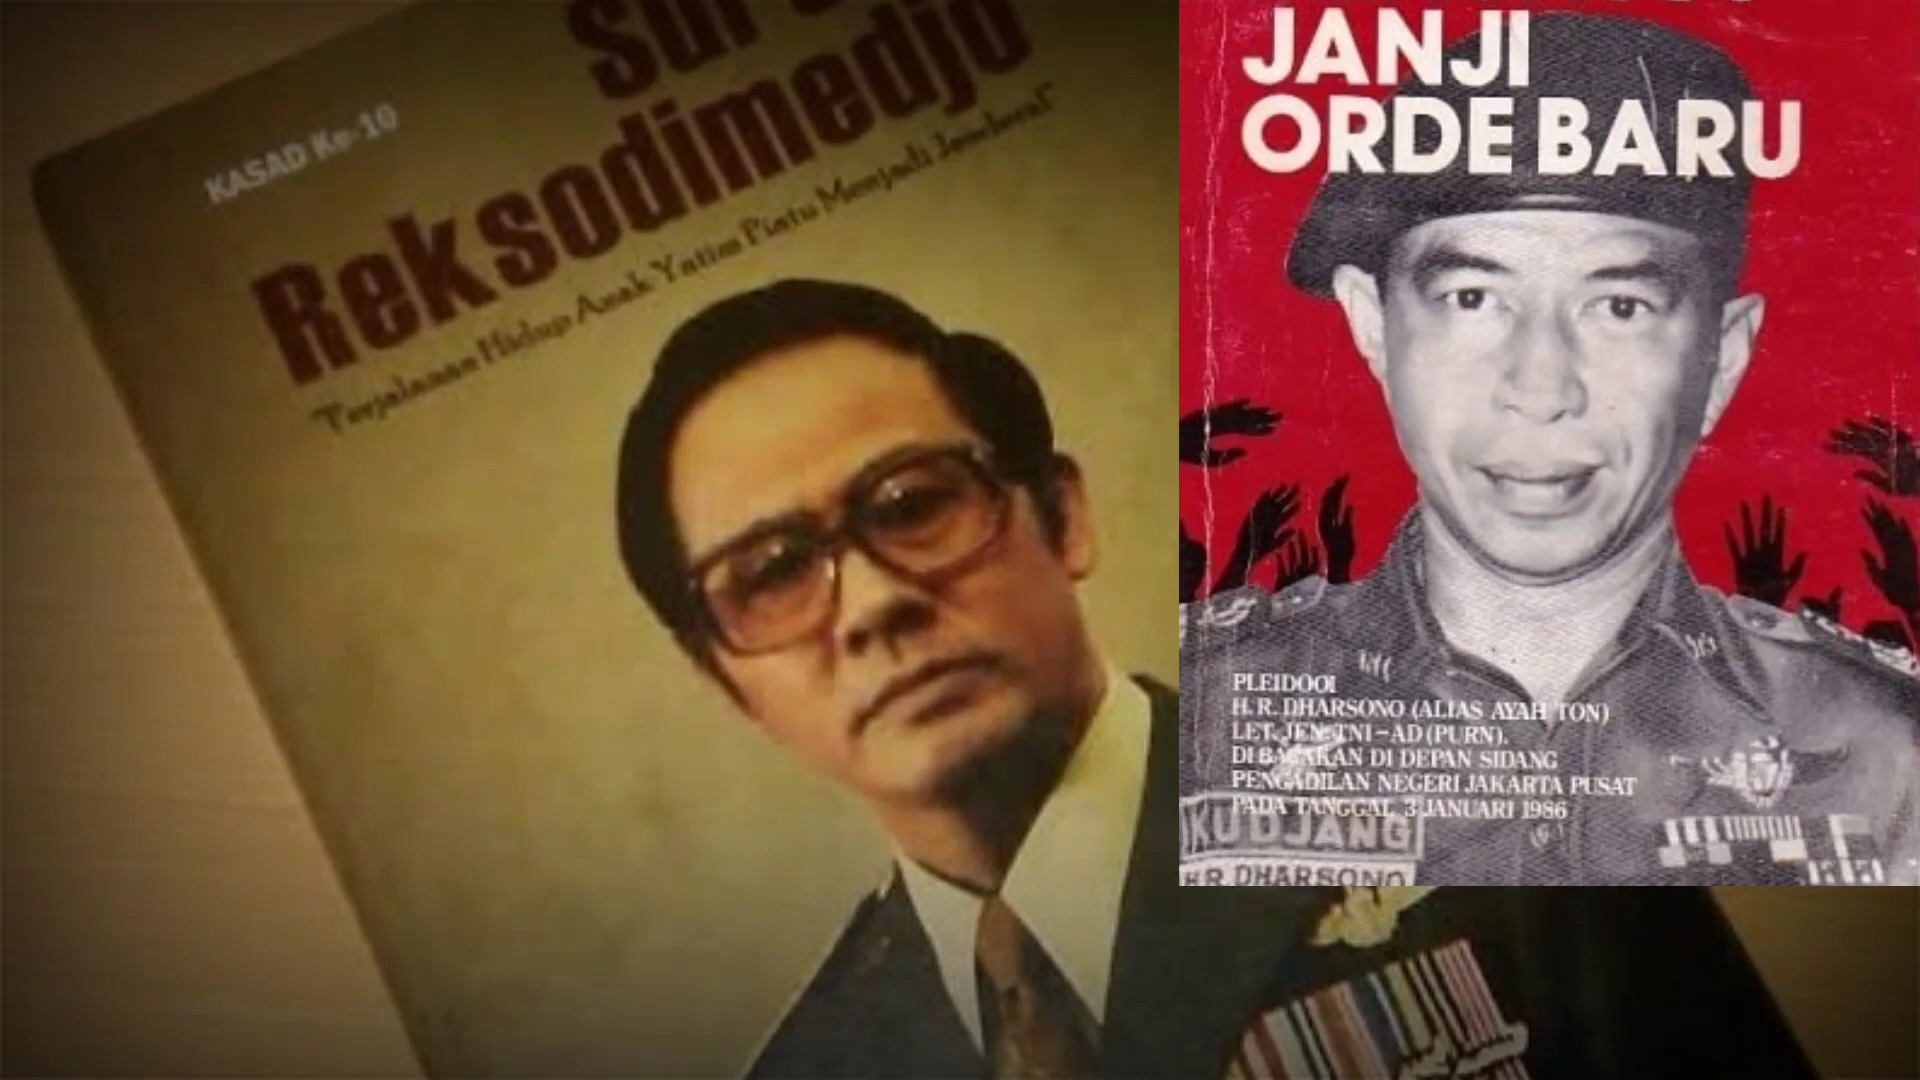 KASAD Ke-10
Reksodimedjo
"Perjalanan Hidup Anak Yatim Piatu Menjadi Jenderal"
JANJI
ORDE BARU
PLEIDOOI
H.R. DHARSONO (ALIAS AYAH TON)
LET. JEN. TNI-AD (PURN).
DI BACAKAN DI DEPAN SIDANG
PENGADILAN NEGERI JAKARTA PUSAT
PADA TANGGAL 3 JANUARI 1986
KUDJANG
H.R. DHARSONO